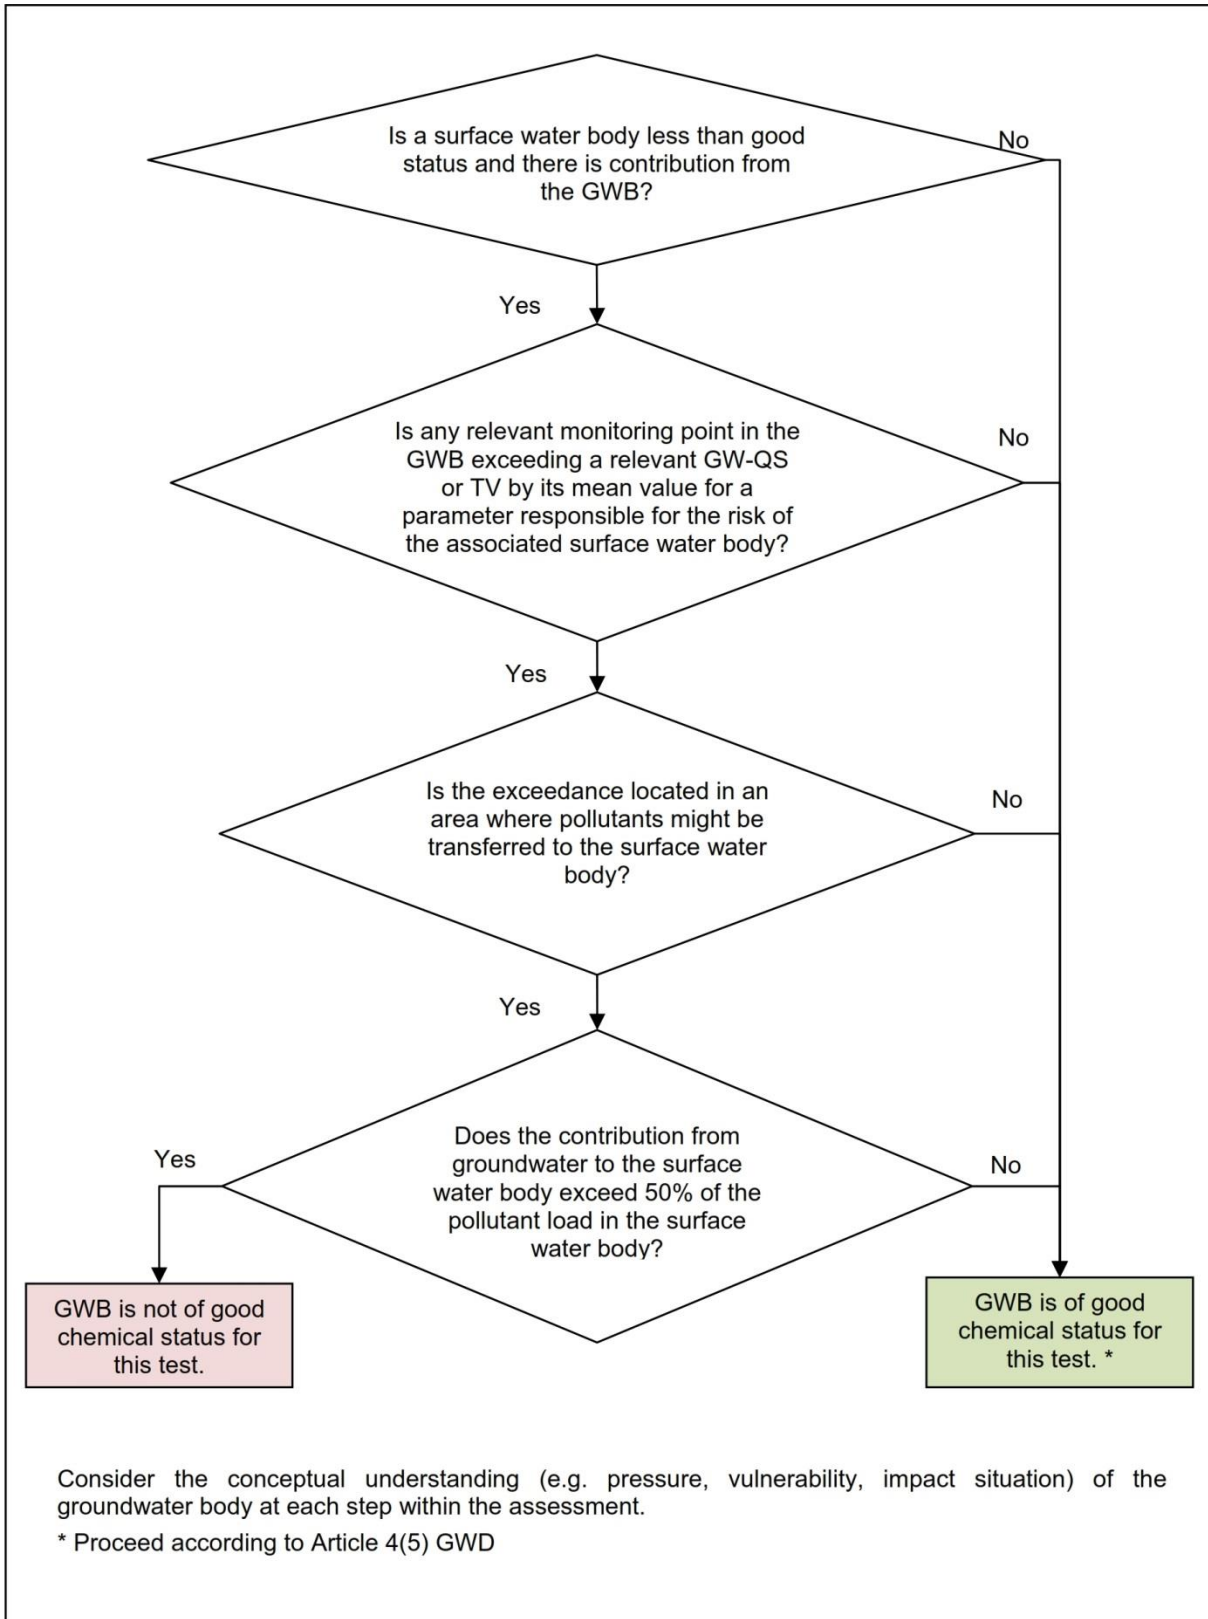 Is a surface water body less than good
status and there is contribution from
the GWB?
No
Yes
Is any relevant monitoring point in the
GWB exceeding a relevant GW-QS
or TV by its mean value for a
parameter responsible for the risk of
the associated surface water body?
No
Yes
Is the exceedance located in an
area where pollutants might be
transferred to the surface water
body?
No
Yes
Does the contribution from
groundwater to the surface
water body exceed 50% of the
pollutant load in the surface
water body?
Yes
No
GWB is not of good
chemical status for
this test.
GWB is of good
chemical status for
this test. *
Consider the conceptual understanding (e.g. pressure, vulnerability, impact situation) of the
groundwater body at each step within the assessment.
* Proceed according to Article 4(5) GWD